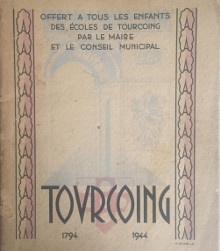 OFFERT A TOUS LES ENFANTS
DES ÉCOLES DE TOURCOING
PAR LE MAIRE
ET LE CONSEIL MUNICIPAL
TOVRCOING
1794 1944